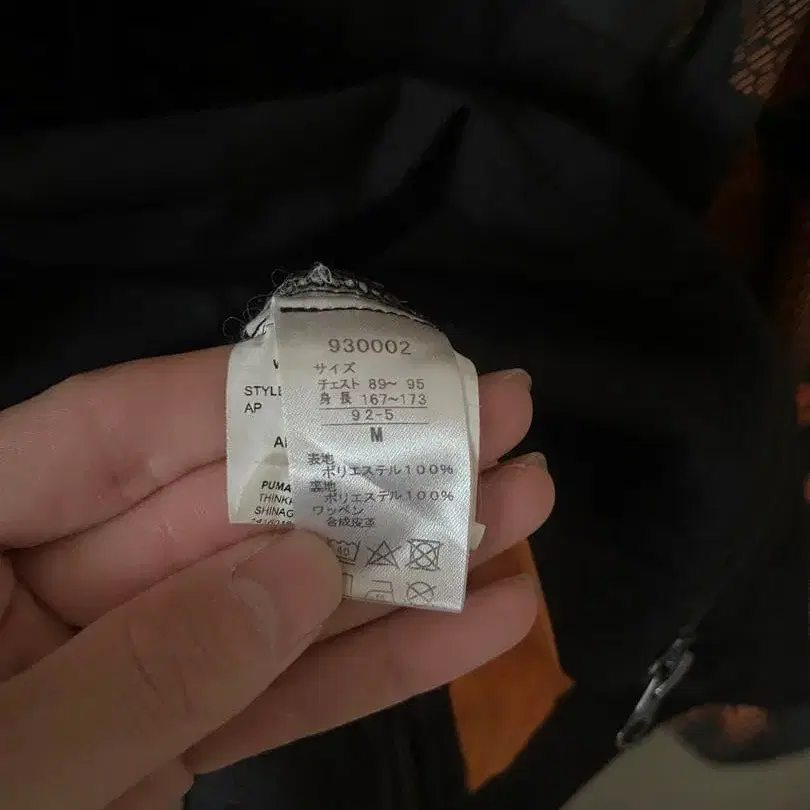 930002
サイズ
チェスト 89～ 95
身長 167～173
92-5
M
表地
ポリエステル100%
裏地
ポリエステル100%
ワッペン
合成皮革
40
STYLE
AP
PUMA
SHINAG